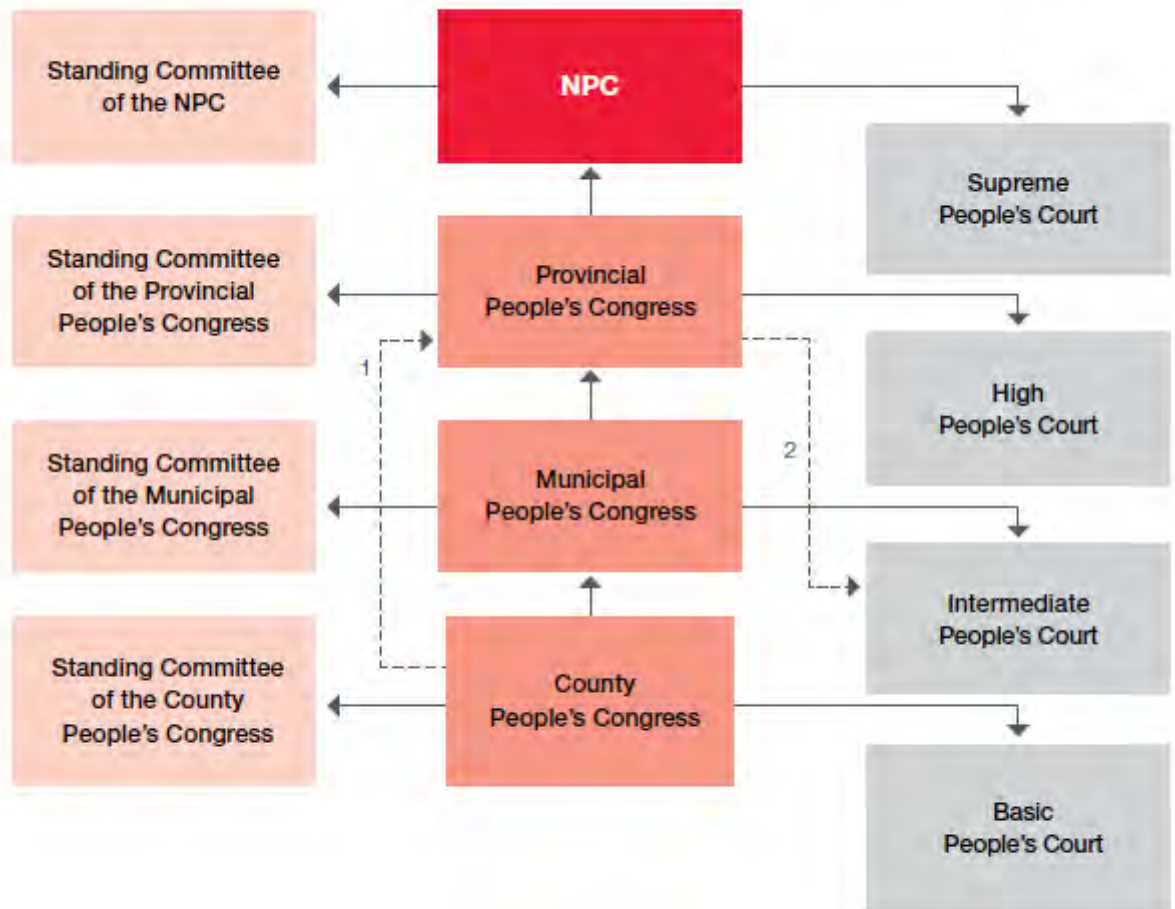 Standing Committee
of the NPC
NPC
Supreme
People's Court
Standing Committee
of the Provincial
People's Congress
Provincial
People's Congress
High
People's Court
1
2
Standing Committee
of the Municipal
People's Congress
Municipal
People's Congress
Intermediate
People's Court
Standing Committee
of the County
People's Congress
County
People's Congress
Basic
People's Court